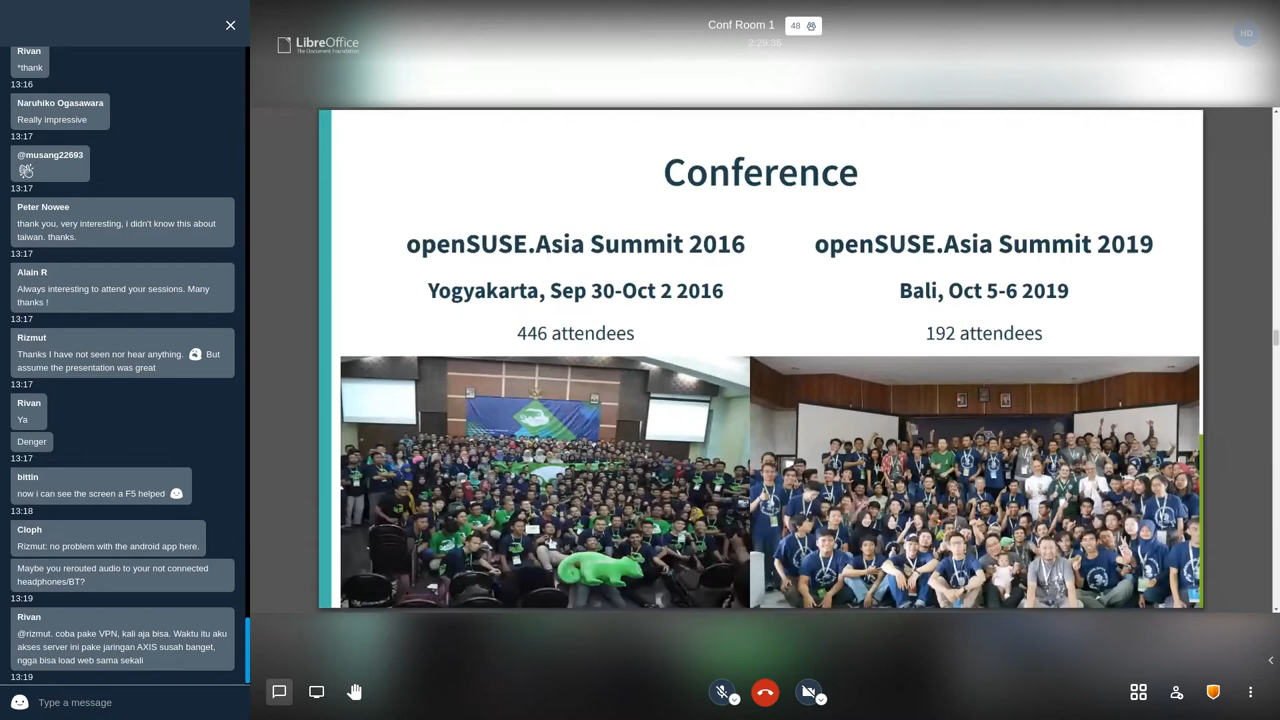 Rivan
*thank
13:16
Naruhiko Ogasawara
Really impressive
13:17
@musang22693
13:17
Peter Nowee
thank you, very interesting, i didn't know this about
taiwan. thanks.
13:17
Alain R
Always interesting to attend your sessions. Many
thanks !
13:17
Rizmut
Thanks I have not seen nor hear anything. But
assume the presentation was great
13:17
Rivan
Ya
Denger
13:17
bittin
now i can see the screen a F5 helped
13:18
Cloph
Rizmut: no problem with the android app here.
Maybe you rerouted audio to your not connected
headphones/BT?
13:19
Rivan
@rizmut. coba pake VPN, kali aja bisa. Waktu itu aku
akses server ini pake jaringan AXIS susah banget,
ngga bisa load web sama sekali
13:19
Type a message
LibreOffice
The Document Foundation
Conf Room 1
48
2:29:35
HD
Conference
openSUSE.Asia Summit 2016
Yogyakarta, Sep 30-Oct 2 2016
446 attendees
openSUSE.Asia Summit 2019
Bali, Oct 5-6 2019
192 attendees